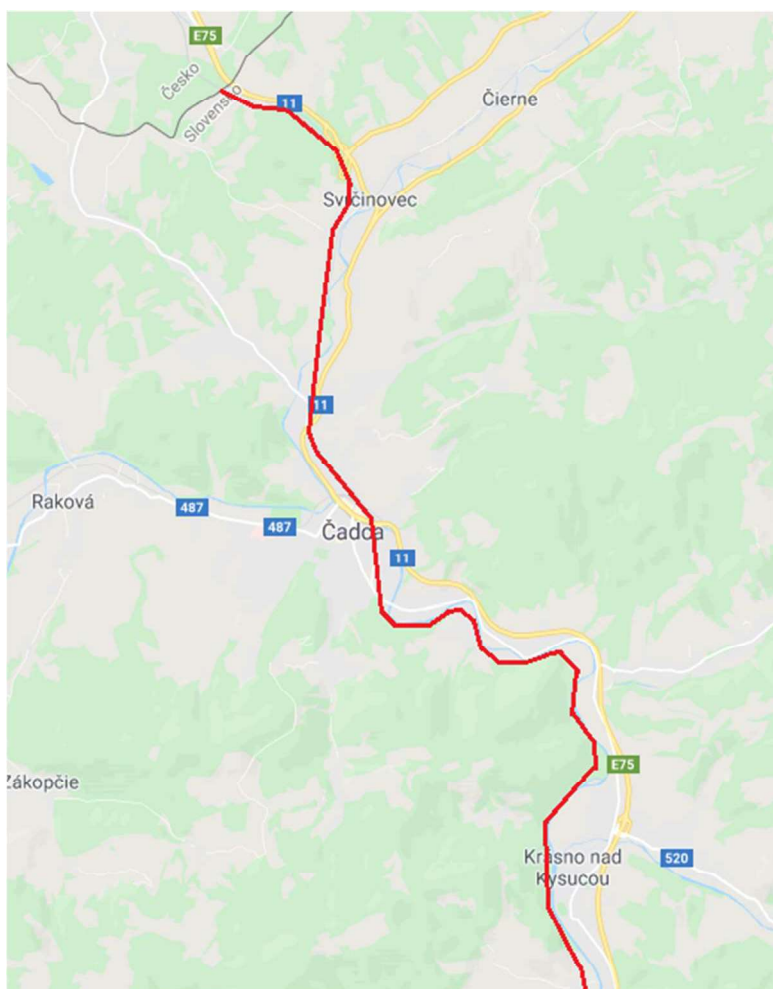 E75
Česko
Slovensko
11
Čierne
Svrčinovec
11
Raková
487
487
Čadca
11
Zákopčie
E75
Krásno nad
Kysucou
520